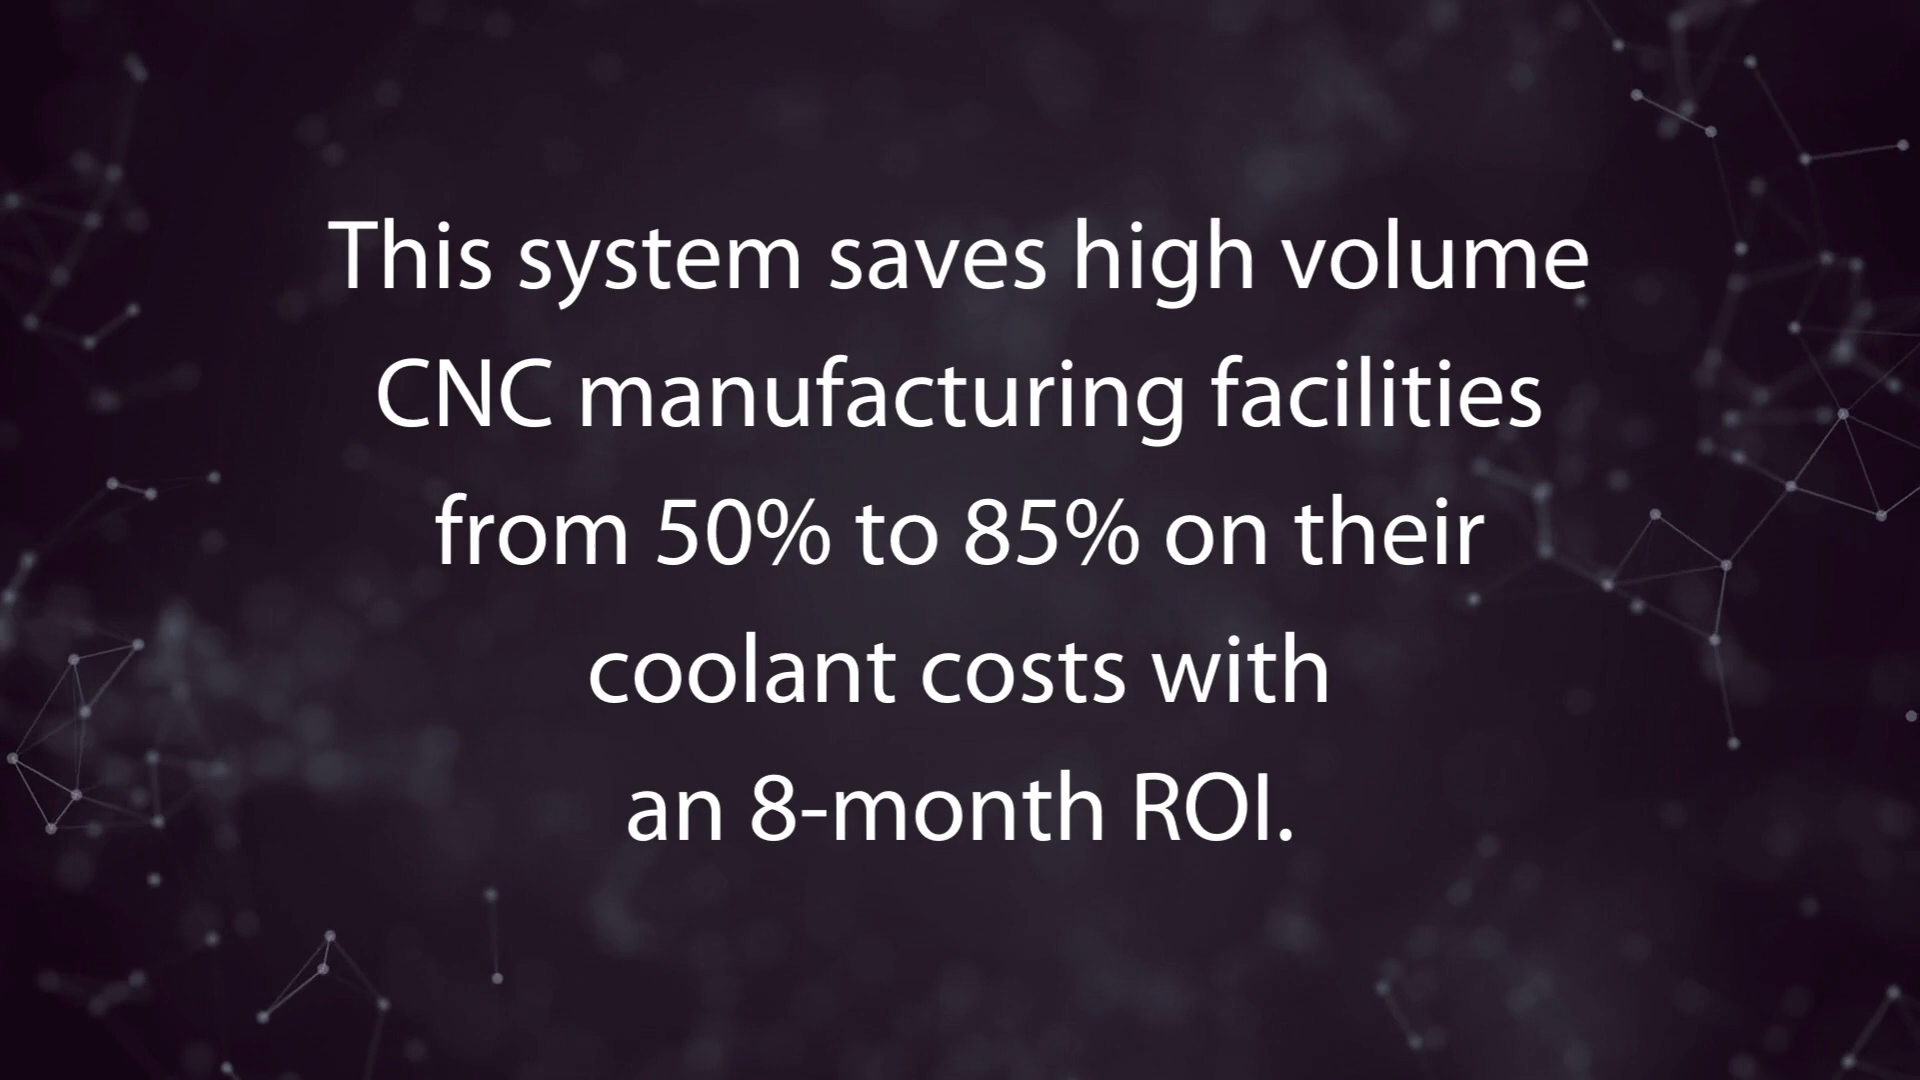 This system saves high volume
CNC manufacturing facilities
from 50% to 85% on their
coolant costs with
an 8-month ROI.